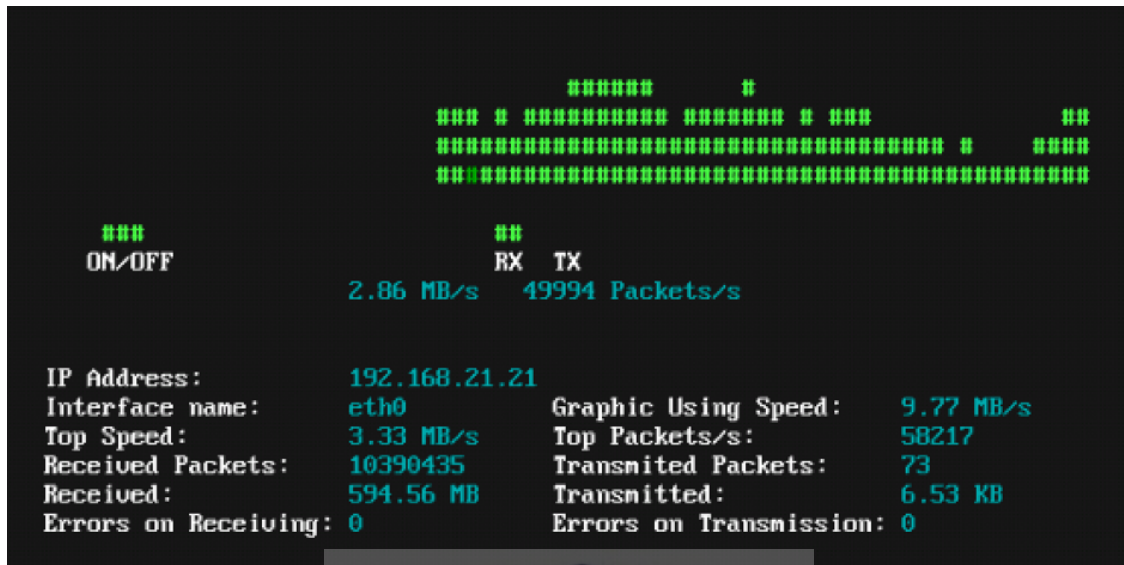 ###### #
### # ########## ####### # ### ##
################################### # ####
#############################################
### ##
ON/OFF RX TX
2.86 MB/s 49994 Packets/s
IP Address: 192.168.21.21
Interface name: eth0 Graphic Using Speed: 9.77 MB/s
Top Speed: 3.33 MB/s Top Packets/s: 58217
Received Packets: 10390435 Transmited Packets: 73
Received: 594.56 MB Transmitted: 6.53 KB
Errors on Receiving: 0 Errors on Transmission: 0